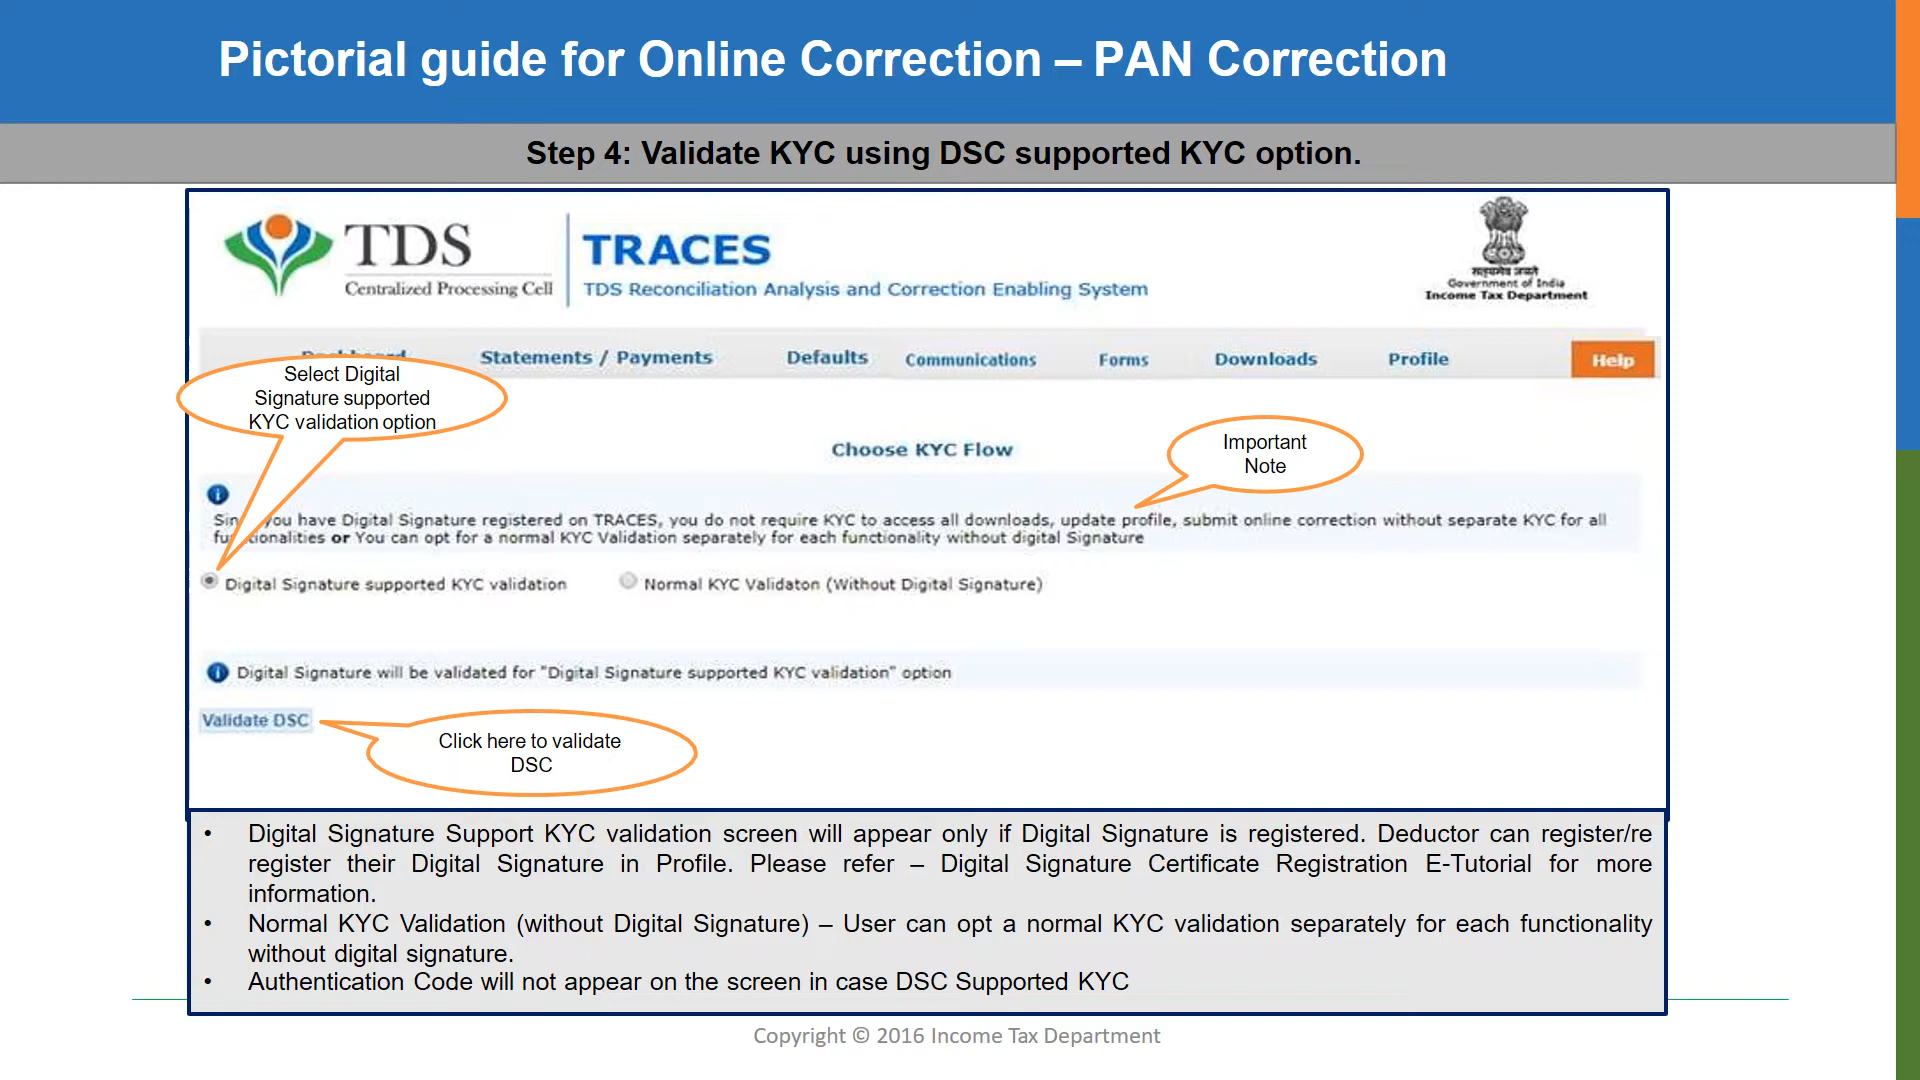 Pictorial guide for Online Correction – PAN Correction
Step 4: Validate KYC using DSC supported KYC option.
TDS
Centralized Processing Cell
TRACES
TDS Reconciliation Analysis and Correction Enabling System
सत्यमेव जयते
Government of India
Income Tax Department
Dashboard Statements / Payments Defaults Communications Forms Downloads Profile Help
Select Digital
Signature supported
KYC validation option
Choose KYC Flow
Important
Note
you have Digital Signature registered on TRACES, you do not require KYC to access all downloads, update profile, submit online correction without separate KYC for all
or You can opt for a normal KYC Validation separately for each functionality without digital Signature
Digital Signature supported KYC validation Normal KYC Validaton (Without Digital Signature)
Digital Signature will be validated for "Digital Signature supported KYC validation" option
Validate DSC
Click here to validate
DSC
• Digital Signature Support KYC validation screen will appear only if Digital Signature is registered. Deductor can register/re
register their Digital Signature in Profile. Please refer – Digital Signature Certificate Registration E-Tutorial for more
information.
• Normal KYC Validation (without Digital Signature) – User can opt a normal KYC validation separately for each functionality
without digital signature.
• Authentication Code will not appear on the screen in case DSC Supported KYC
Copyright © 2016 Income Tax Department